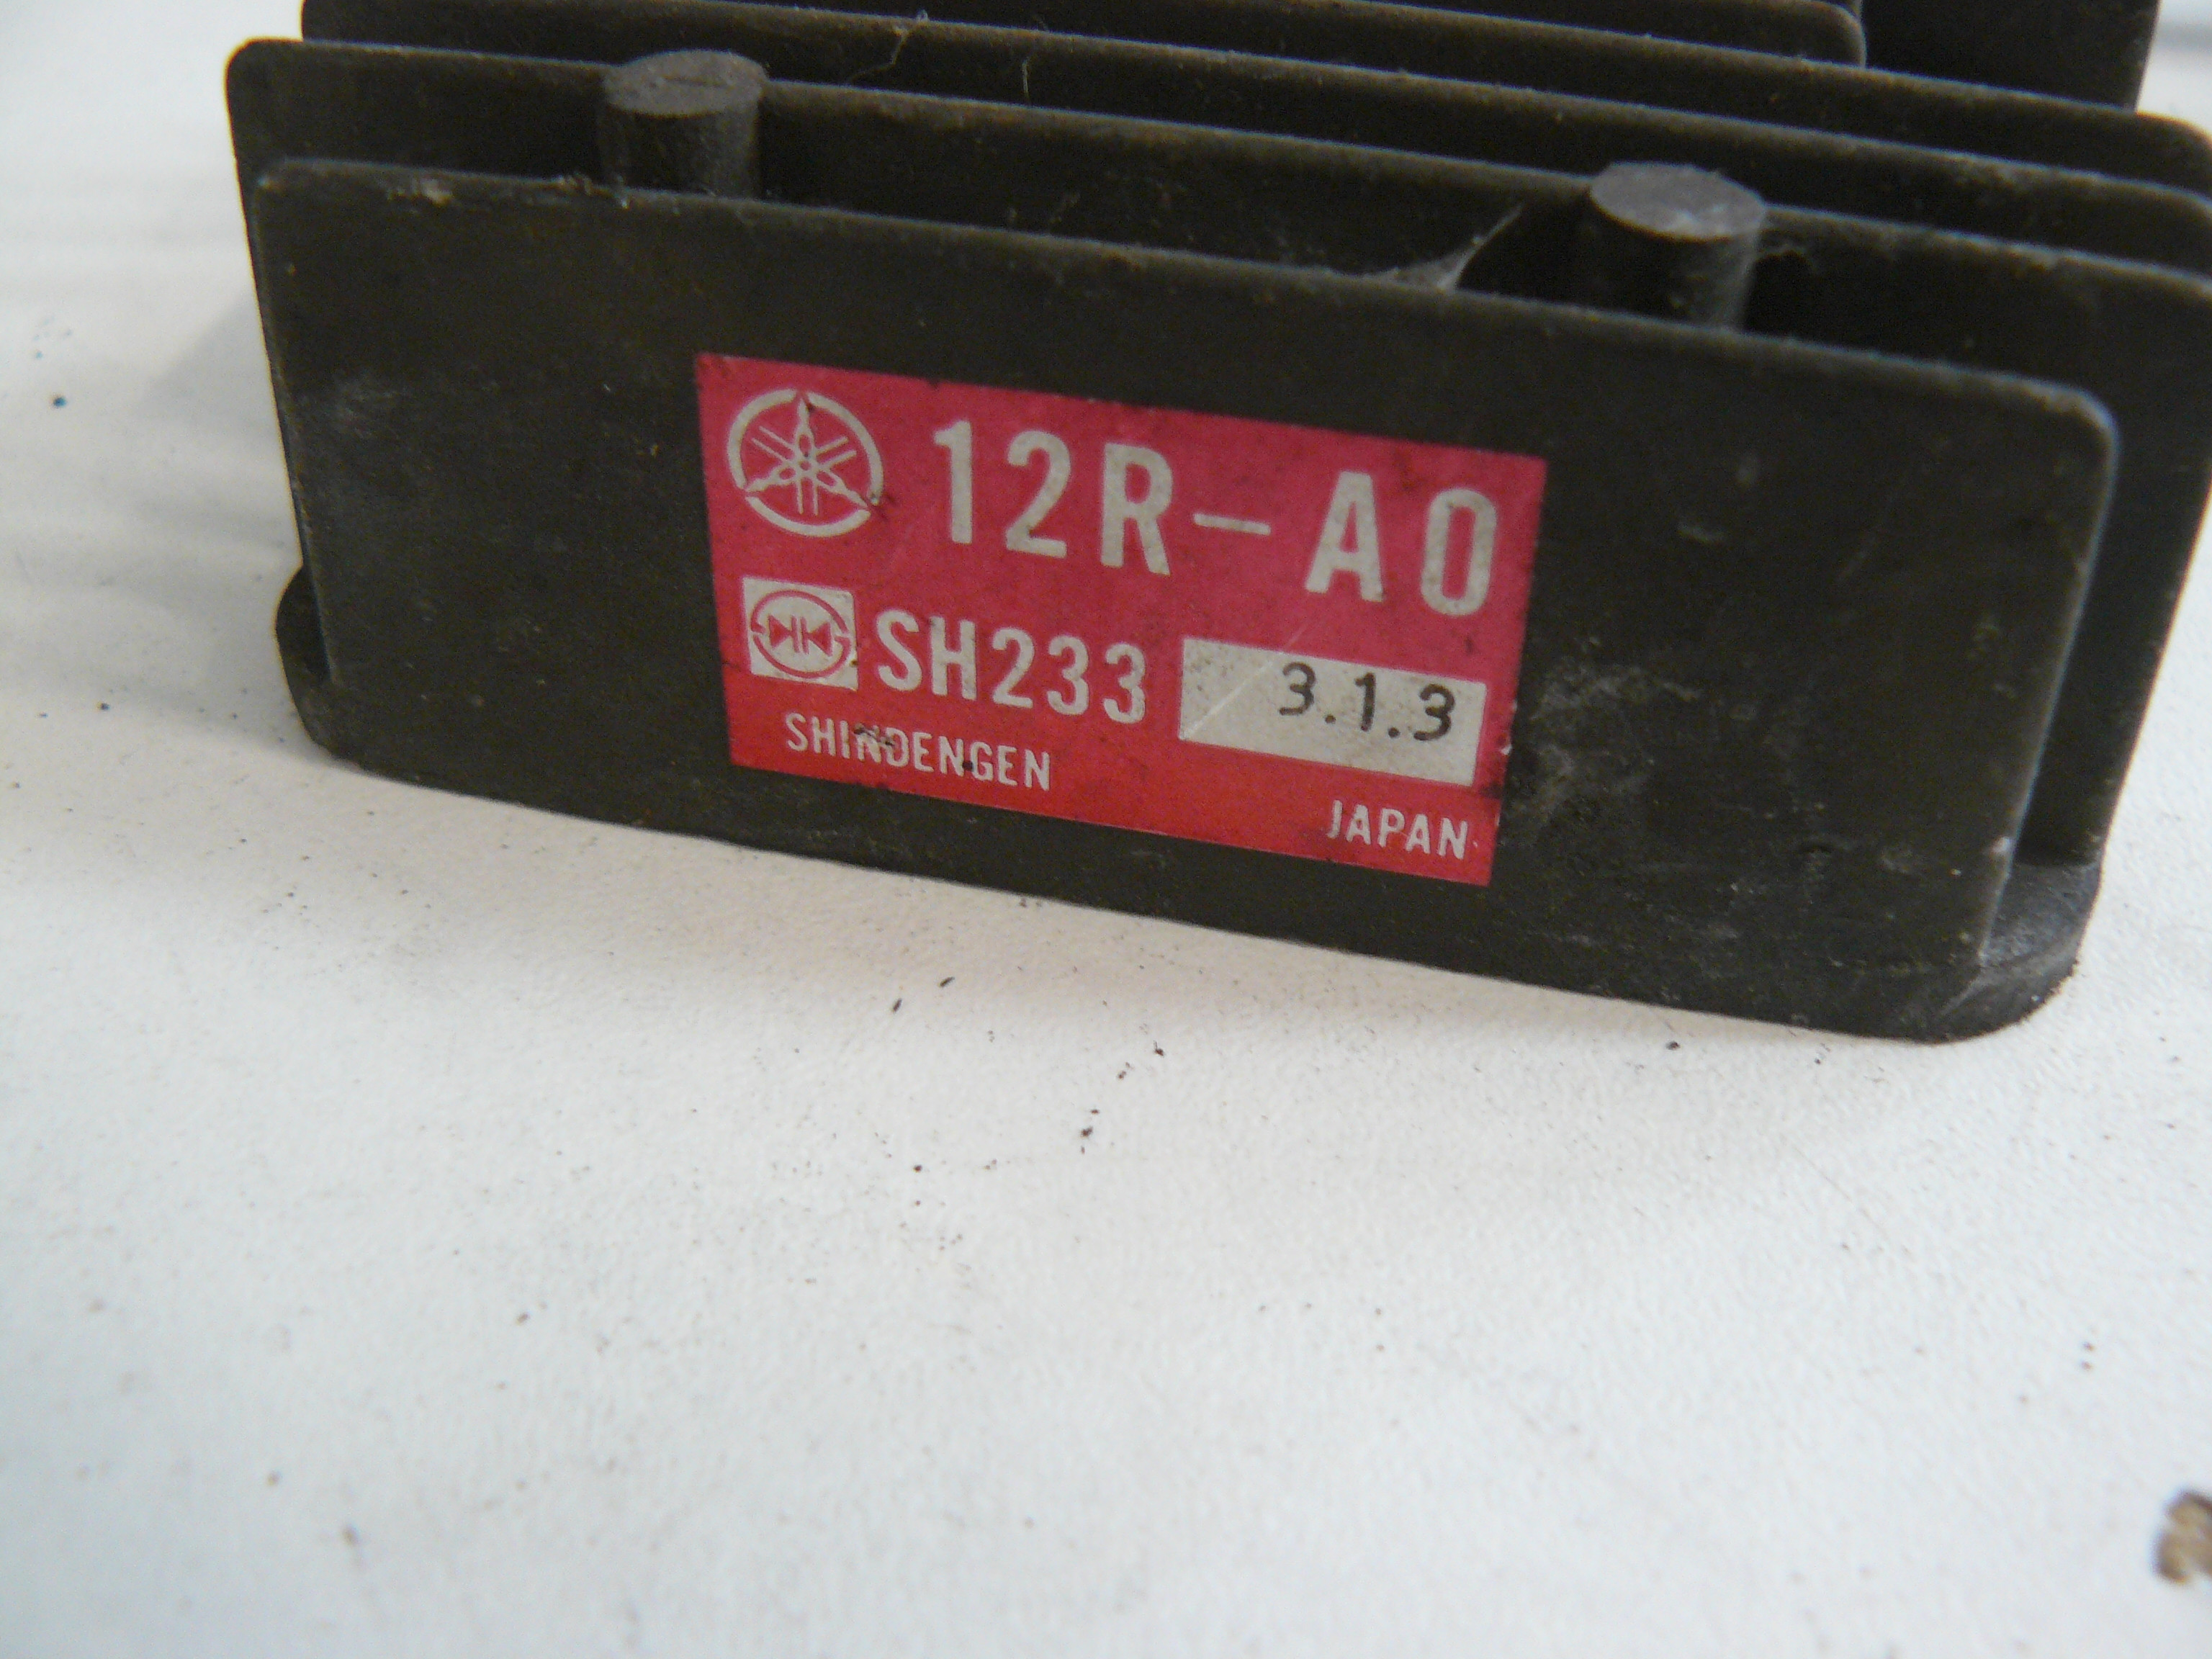 12R-A0
SH233 3.1.3
SHINDENGEN
JAPAN